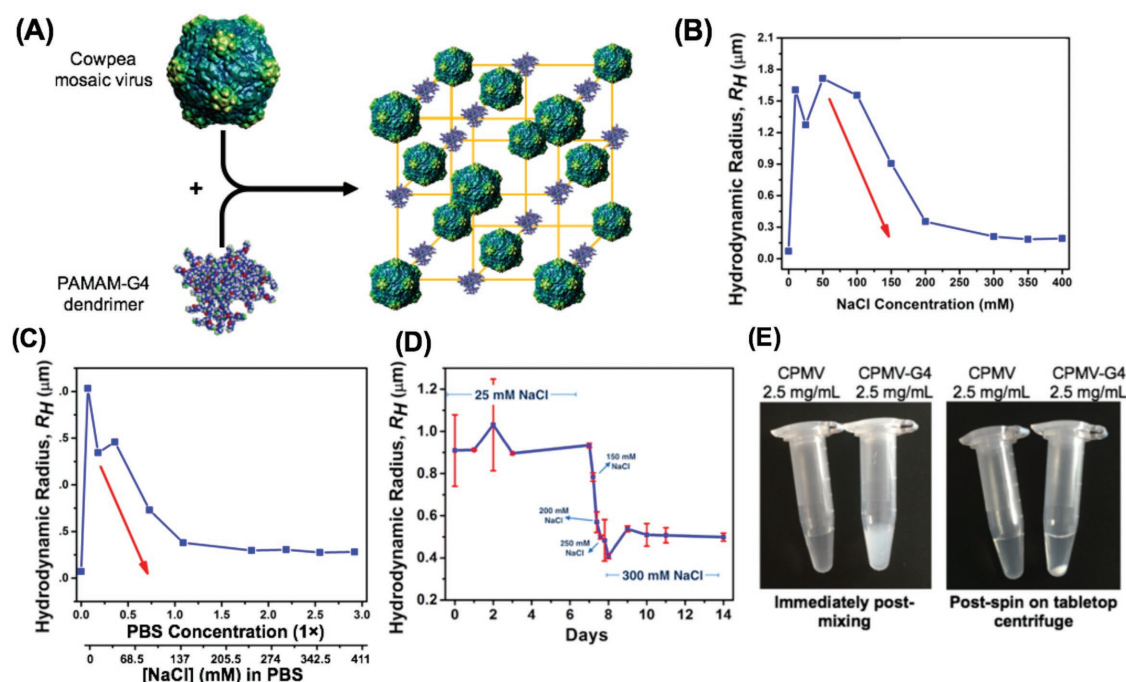 (A)
Cowpea
mosaic virus
+
PAMAM-G4
dendrimer
(B)
Hydrodynamic Radius, RH (μm)
2.1
1.8
1.5
1.2
0.9
0.6
0.3
0.0
0 50 100 150 200 250 300 350 400
NaCl Concentration (mM)
(C)
Hydrodynamic Radius, RH (μm)
.0
.5
.0
.5
.0
0.0 0.5 1.0 1.5 2.0 2.5 3.0
PBS Concentration (1×)
0 68.5 137 205.5 274 342.5 411
[NaCl] (mM) in PBS
(D)
Hydrodynamic Radius, RH (μm)
1.2
1.0
0.8
0.6
0.4
0.2
25 mM NaCl
150 mM
NaCl
200 mM
NaCl
250 mM
NaCl
300 mM NaCl
0 2 4 6 8 10 12 14
Days
(E)
CPMV CPMV-G4
2.5 mg/mL 2.5 mg/mL
Immediately post-
mixing
CPMV CPMV-G4
2.5 mg/mL 2.5 mg/mL
Post-spin on tabletop
centrifuge